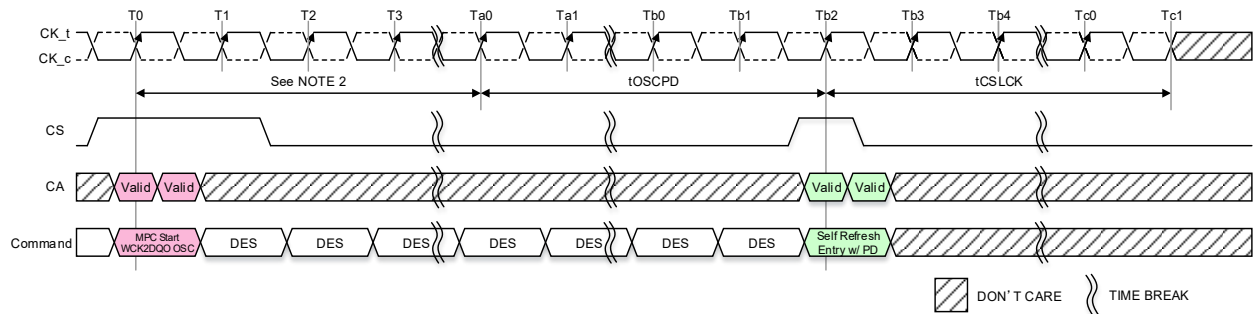 T0 T1 T2 T3 Ta0 Ta1 Tb0 Tb1 Tb2 Tb3 Tb4 Tc0 Tc1
CK_t
CK_c
See NOTE 2 tOSCPD tCSLCK
CS
CA Valid Valid Valid Valid
Command MPC Start WCK2DQO OSC DES DES DES DES DES DES DES Self Refresh Entry w/ PD
DON'T CARE TIME BREAK